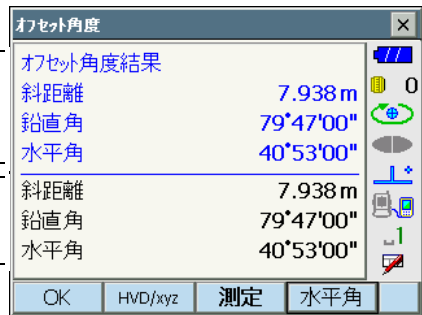 ｵﾌｾｯﾄ角度
ｵﾌｾｯﾄ角度結果
斜距離 7.938 m
鉛直角 79°47'00"
水平角 40°53'00"
斜距離 7.938 m
鉛直角 79°47'00"
水平角 40°53'00"
0
1
OK HVD/xyz 測定 水平角